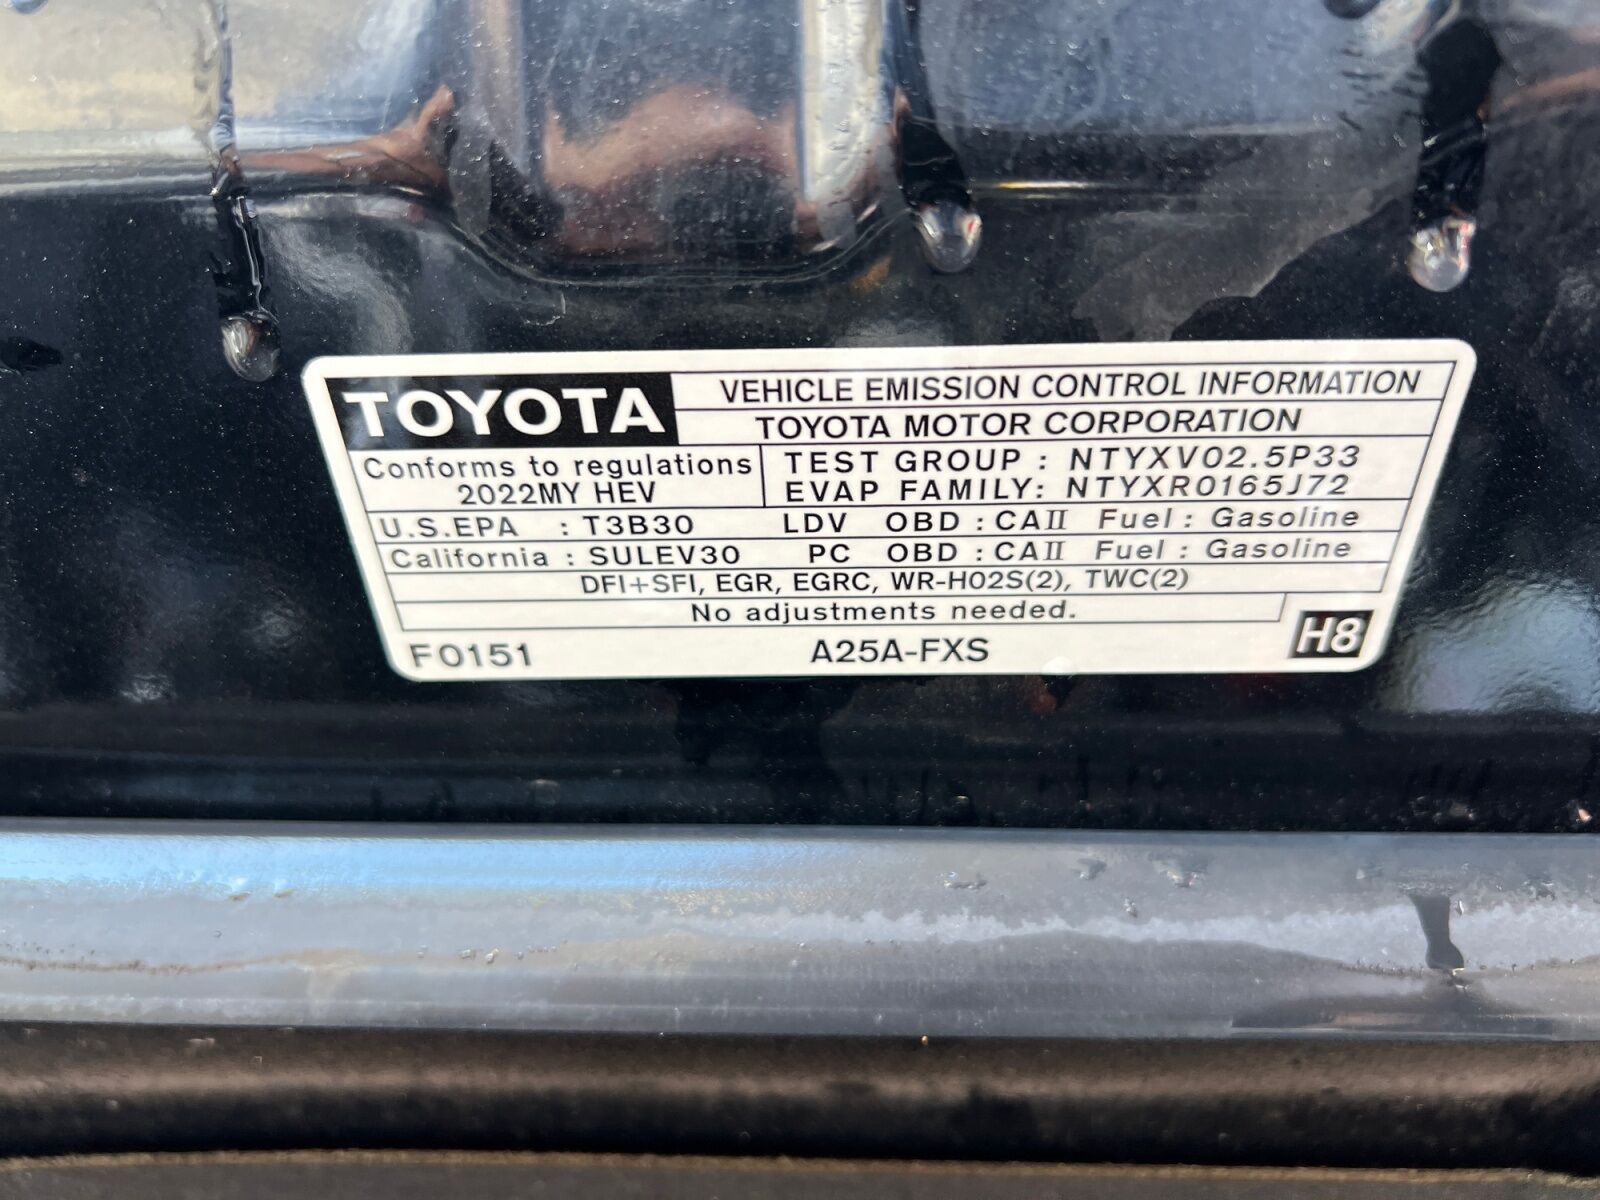 TOYOTA
VEHICLE EMISSION CONTROL INFORMATION
TOYOTA MOTOR CORPORATION
Conforms to regulations
2022MY HEV
TEST GROUP : NTYXV02.5P33
EVAP FAMILY: NTYXR0165J72
U.S.EPA : T3B30 LDV OBD : CAII Fuel : Gasoline
California : SULEV30 PC OBD : CAII Fuel : Gasoline
DFI+SFI, EGR, EGRC, WR-HO2S(2), TWC(2)
No adjustments needed.
F0151 A25A-FXS H8